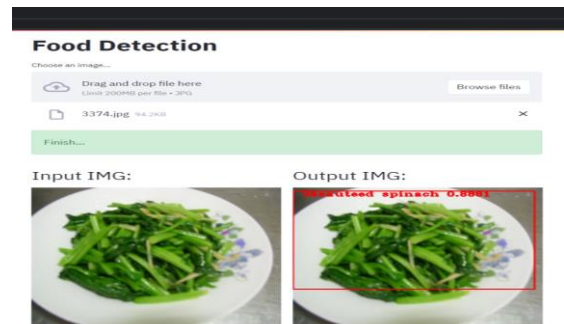 Food Detection
Choose an image...
Drag and drop file here
Limit 200MB per file • JPG
Browse files
3374.jpg 94.2KB
Finish...
Input IMG:
Output IMG:
spinach